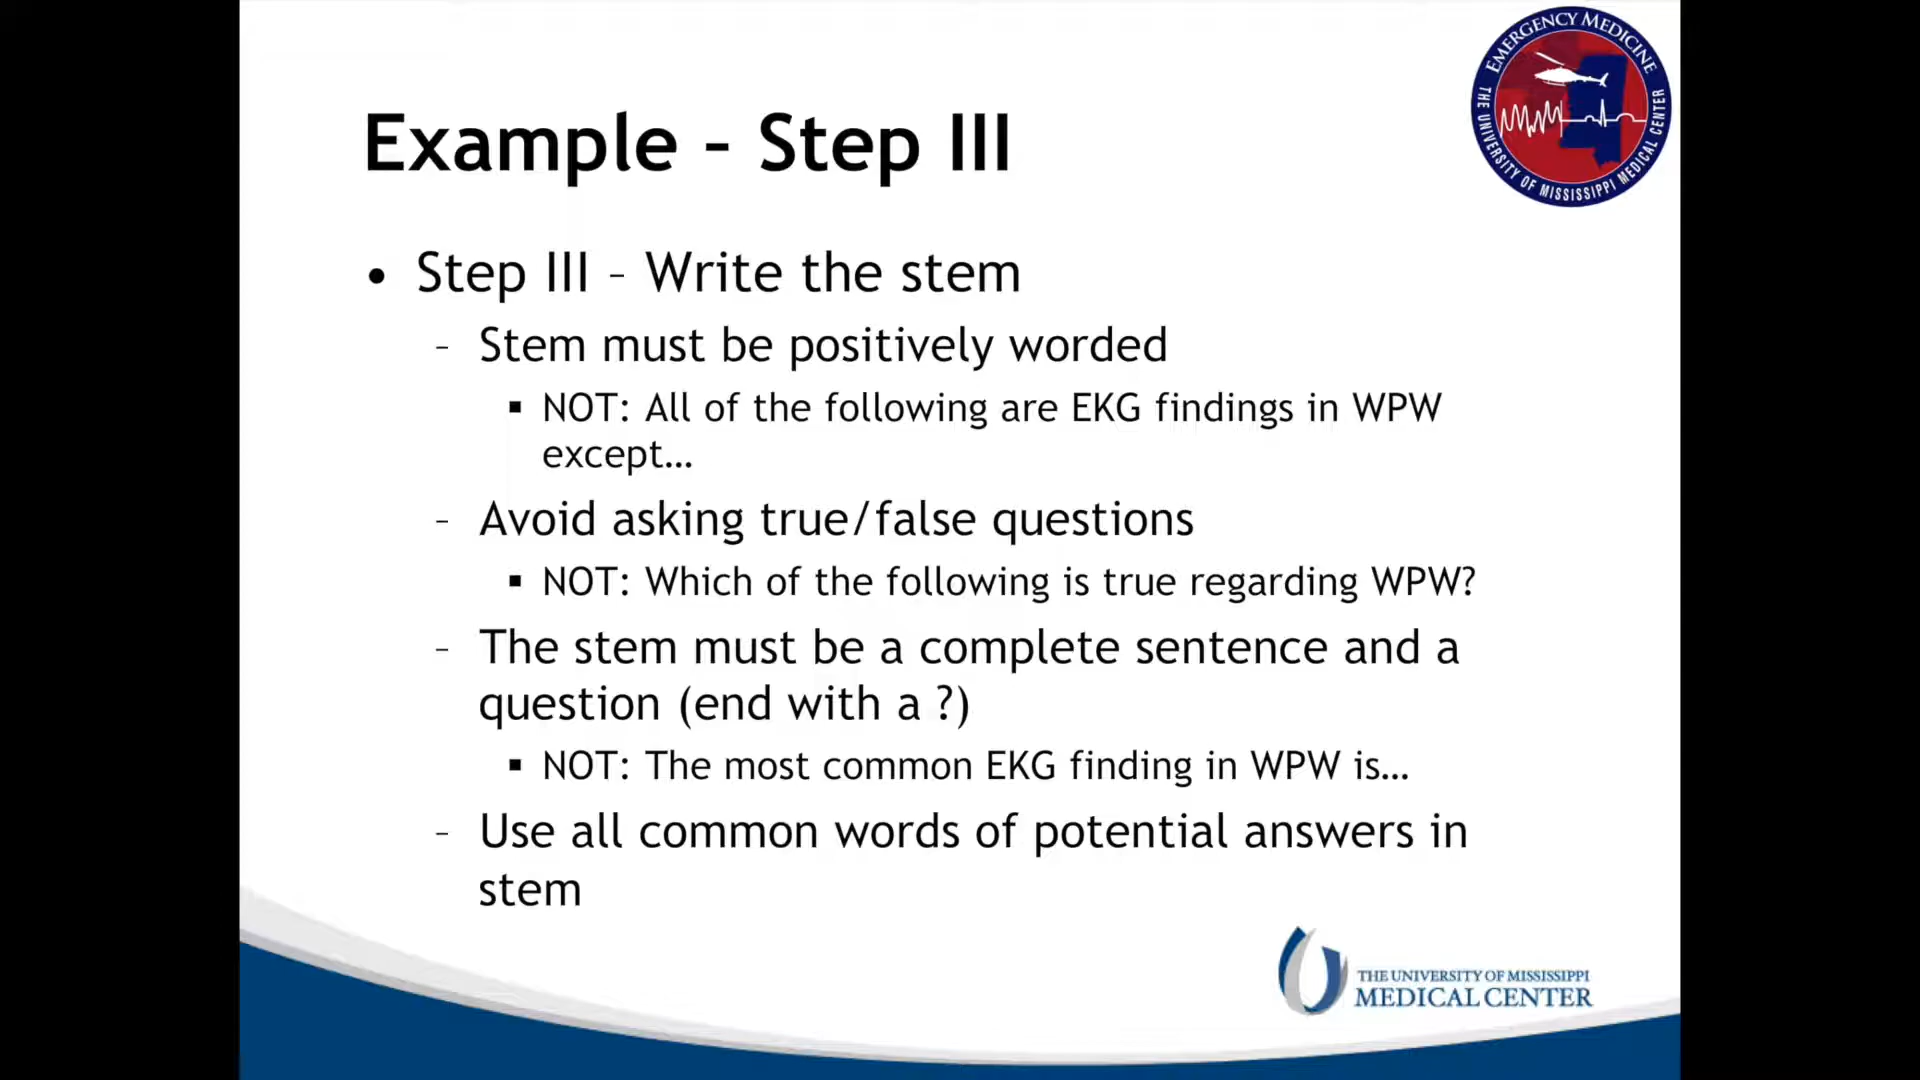 Example – Step III
• Step III – Write the stem
– Stem must be positively worded
▪ NOT: All of the following are EKG findings in WPW
except…
– Avoid asking true/false questions
▪ NOT: Which of the following is true regarding WPW?
– The stem must be a complete sentence and a
question (end with a ?)
▪ NOT: The most common EKG finding in WPW is…
– Use all common words of potential answers in
stem
EMERGENCY MEDICINE
THE UNIVERSITY OF MISSISSIPPI MEDICAL CENTER
THE UNIVERSITY OF MISSISSIPPI
MEDICAL CENTER